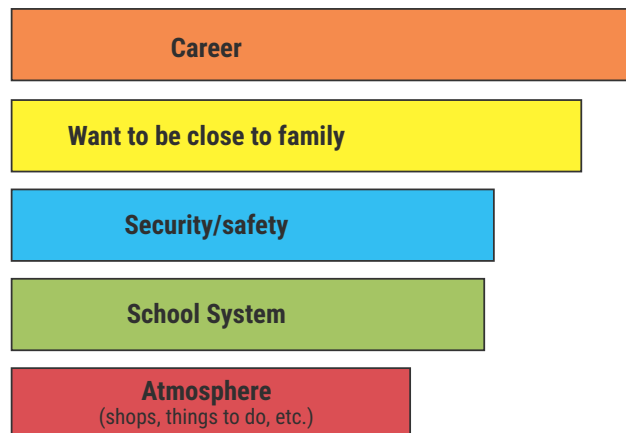 Career
Want to be close to family
Security/safety
School System
Atmosphere
(shops, things to do, etc.)